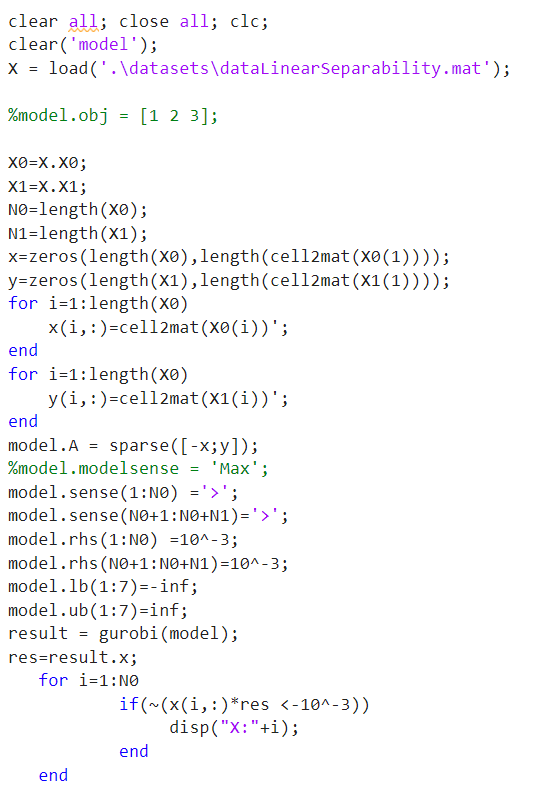 clear all; close all; clc;
clear('model');
X = load('.\datasets\dataLinearSeparability.mat');
%model.obj = [1 2 3];
X0=X.X0;
X1=X.X1;
N0=length(X0);
N1=length(X1);
x=zeros(length(X0),length(cell2mat(X0(1))));
y=zeros(length(X1),length(cell2mat(X1(1))));
for i=1:length(X0)
    x(i,:)=cell2mat(X0(i))';
end
for i=1:length(X0)
    y(i,:)=cell2mat(X1(i))';
end
model.A = sparse([-x;y]);
%model.modelsense = 'Max';
model.sense(1:N0) ='>';
model.sense(N0+1:N0+N1)='>';
model.rhs(1:N0) =10^-3;
model.rhs(N0+1:N0+N1)=10^-3;
model.lb(1:7)=-inf;
model.ub(1:7)=inf;
result = gurobi(model);
res=result.x;
   for i=1:N0
           if(~(x(i,:)*res <-10^-3))
                disp("X:"+i);
           end
   end